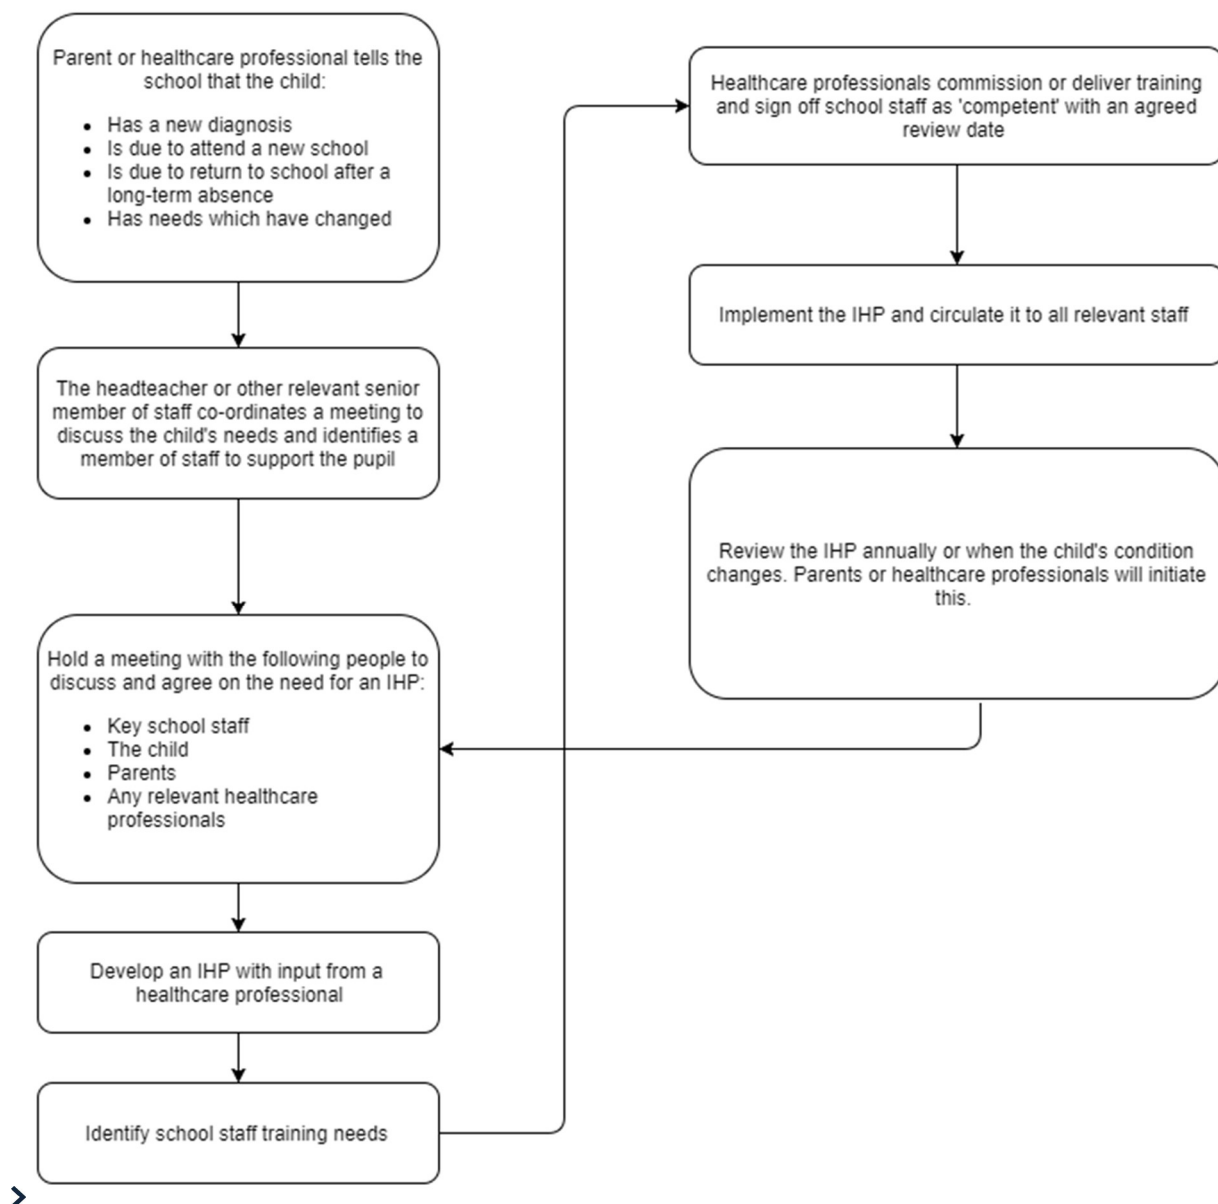 Parent or healthcare professional tells the
school that the child:
• Has a new diagnosis
• Is due to attend a new school
• Is due to return to school after a
long-term absence
• Has needs which have changed
The headteacher or other relevant senior
member of staff co-ordinates a meeting to
discuss the child's needs and identifies a
member of staff to support the pupil
Hold a meeting with the following people to
discuss and agree on the need for an IHP:
• Key school staff
• The child
• Parents
• Any relevant healthcare
professionals
Develop an IHP with input from a
healthcare professional
Identify school staff training needs
Healthcare professionals commission or deliver training
and sign off school staff as 'competent' with an agreed
review date
Implement the IHP and circulate it to all relevant staff
Review the IHP annually or when the child's condition
changes. Parents or healthcare professionals will initiate
this.